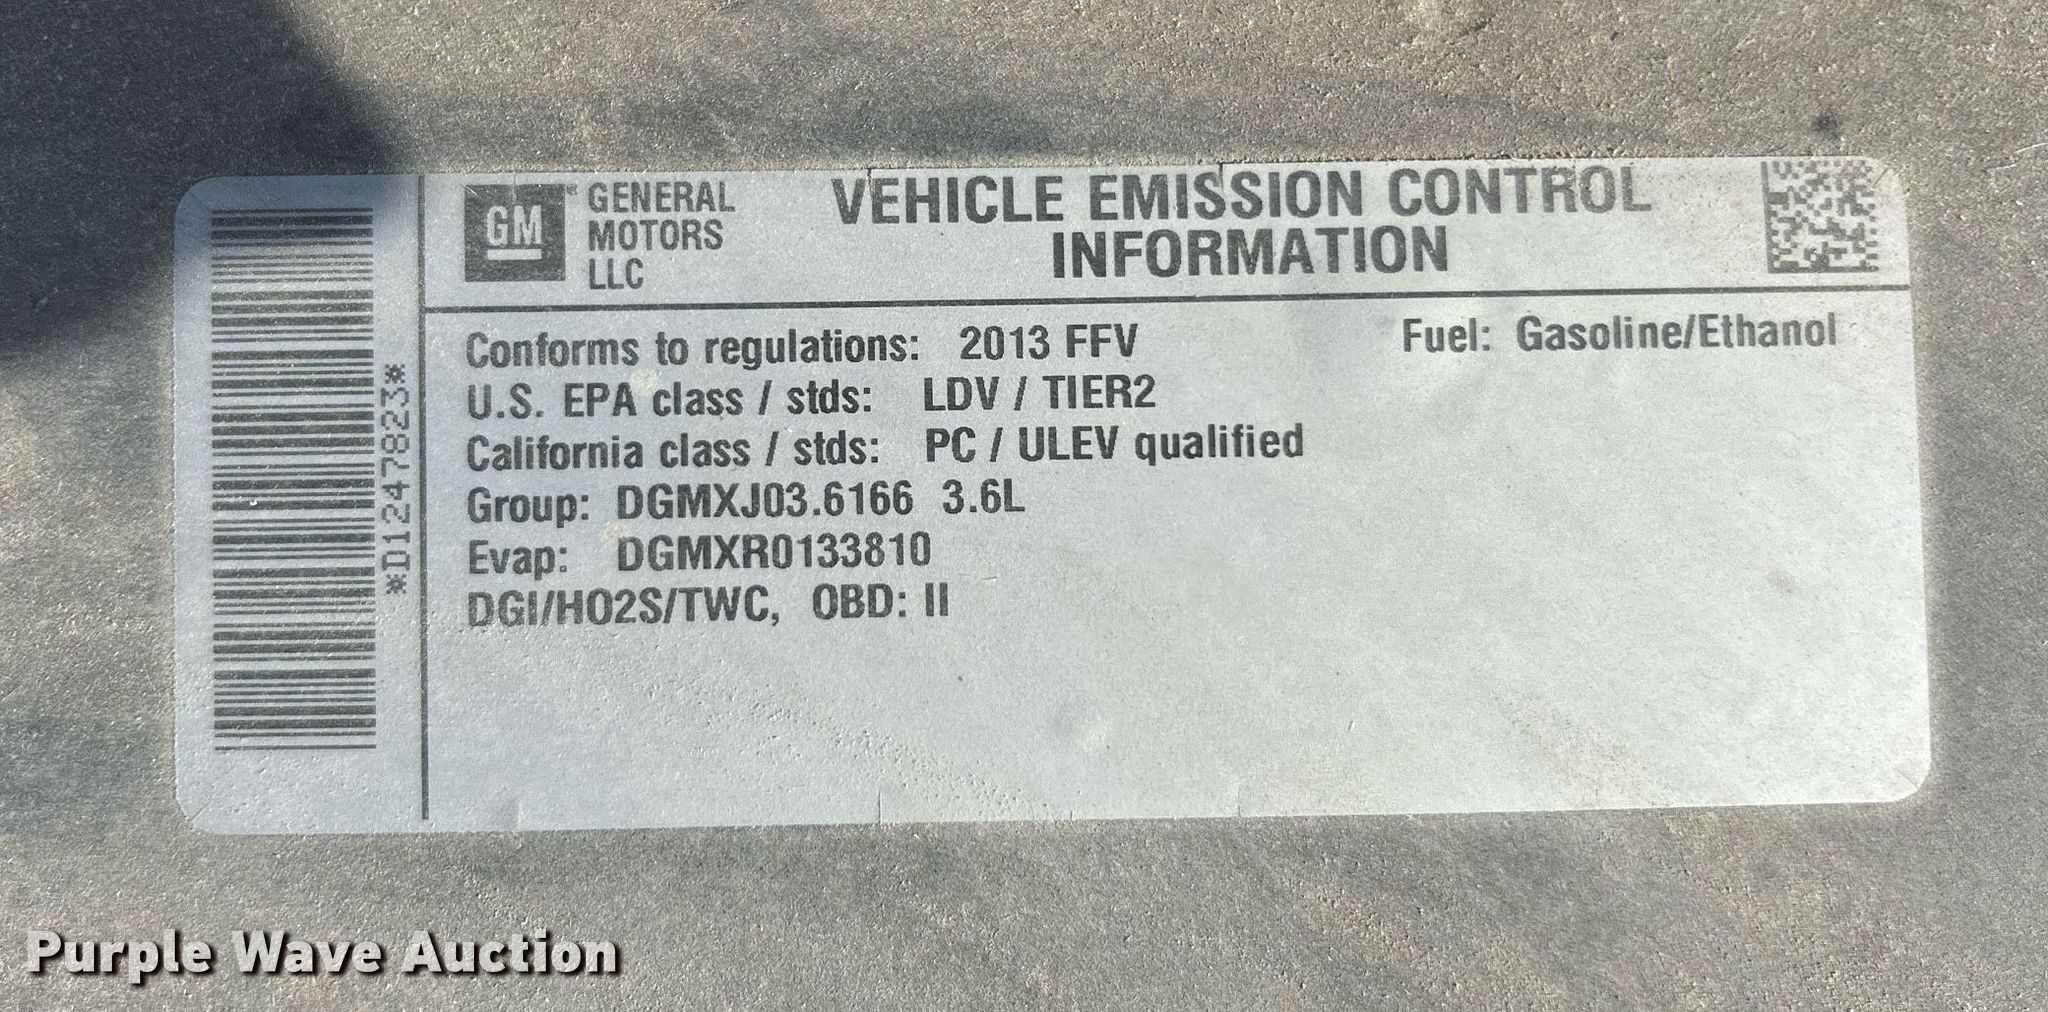 GM
GENERAL
MOTORS
LLC
VEHICLE EMISSION CONTROL
INFORMATION
Conforms to regulations: 2013 FFV
Fuel: Gasoline/Ethanol
U.S. EPA class / stds: LDV / TIER2
California class / stds: PC / ULEV qualified
Group: DGMXJ03.6166 3.6L
Evap: DGMXR0133810
DGI/HO2S/TWC, OBD: II
*D1247823*
Purple Wave Auction